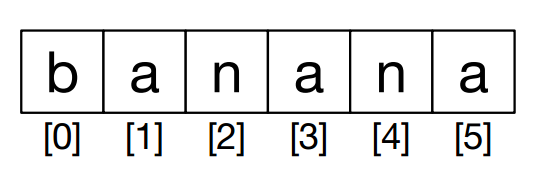 b a n a n a
[0] [1] [2] [3] [4] [5]